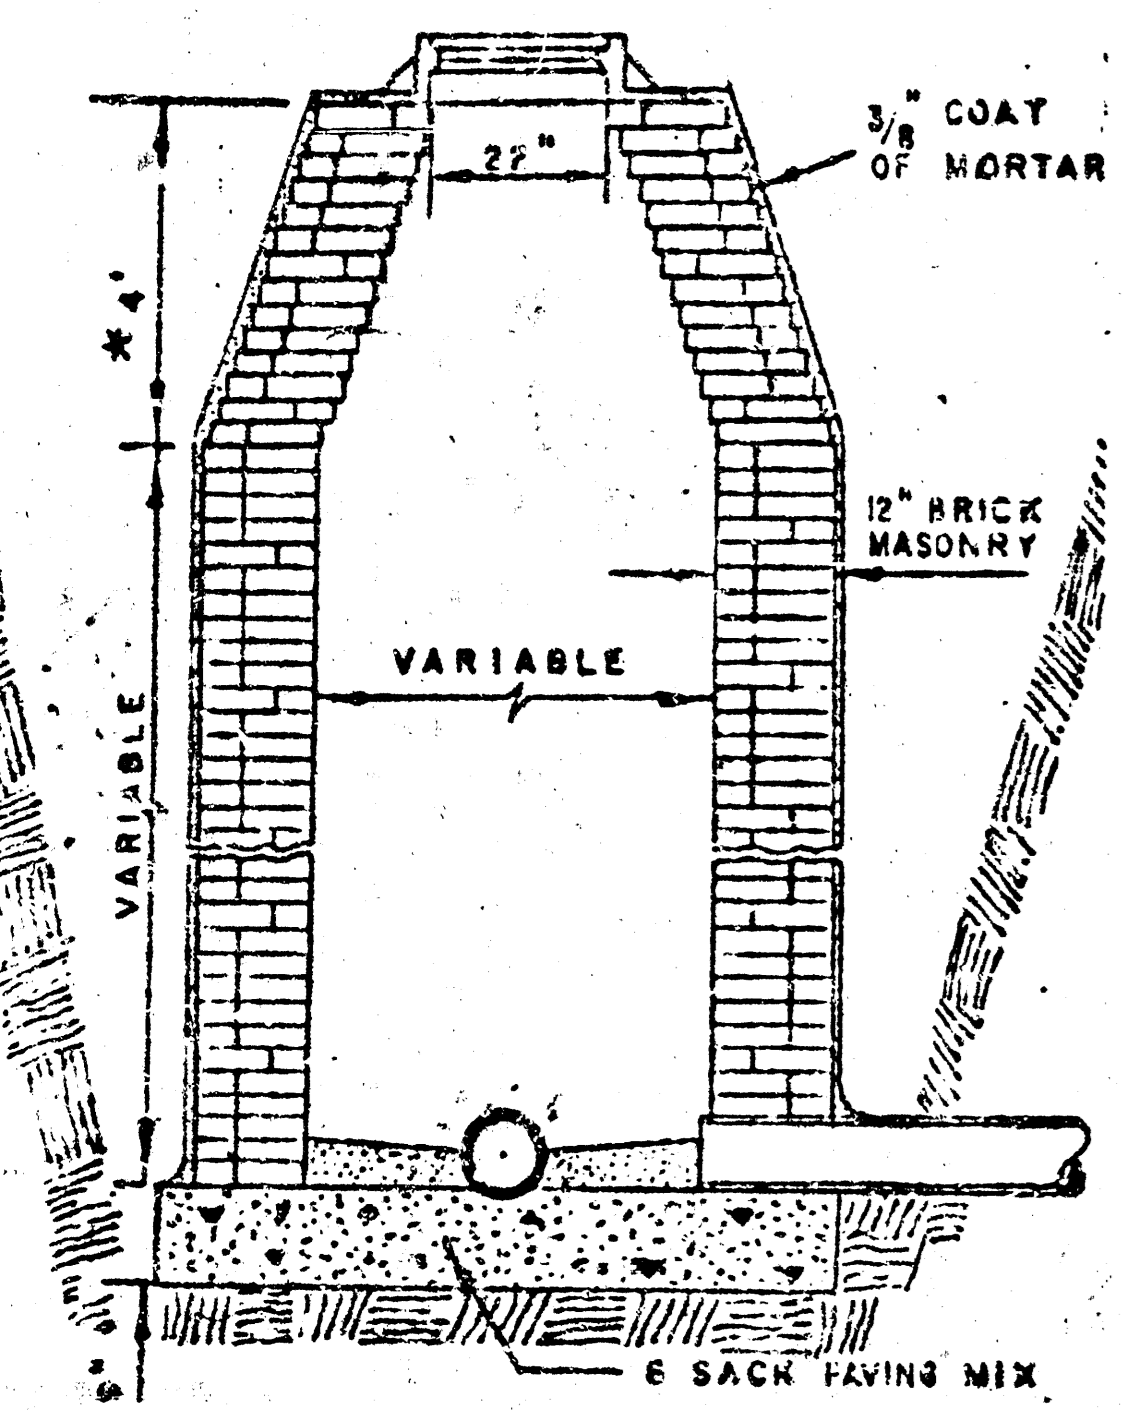 3/8" COAT
OF MORTAR
22"
* 4'
12" BRICK
MASONRY
VARIABLE
VARIABLE
6 SACK PAVING MIX